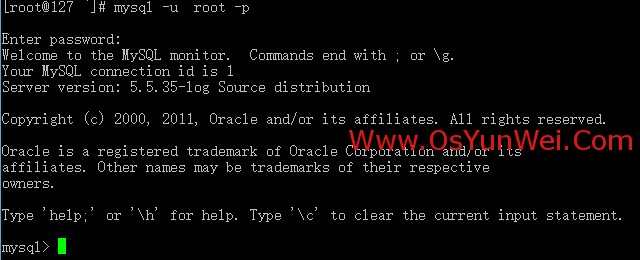 [root@127 ~]# mysql -u  root -p
Enter password:
Welcome to the MySQL monitor.  Commands end with ; or \g.
Your MySQL connection id is 1
Server version: 5.5.35-log Source distribution
Copyright (c) 2000, 2011, Oracle and/or its affiliates. All rights reserved.
Www.OsYunWei.Com
Oracle is a registered trademark of Oracle Corporation and/or its
affiliates. Other names may be trademarks of their respective
owners.
Type 'help;' or '\h' for help. Type '\c' to clear the current input statement.
mysql>